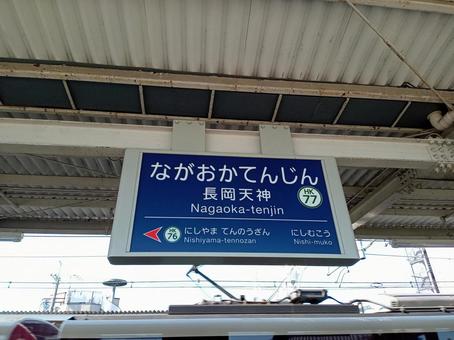 ながおかてんじん
長岡天神
Nagaoka-tenjin
HK
77
HK
76
にしやま てんのうざん
Nishiyama-tennozan
にしむこう
Nishi-muko